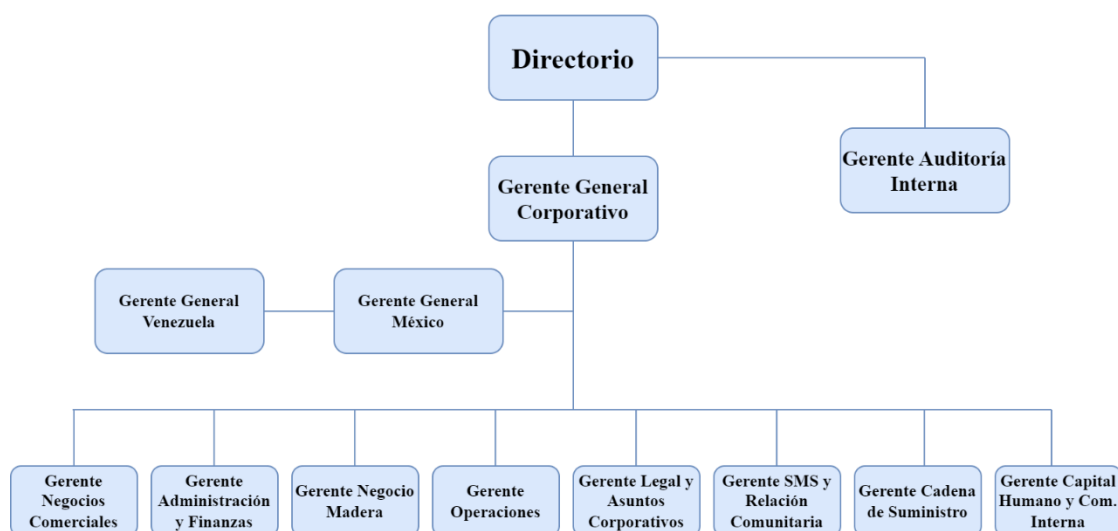 Directorio
Gerente Auditoría
Interna
Gerente General
Corporativo
Gerente General
Venezuela
Gerente General
México
Gerente
Negocios
Comerciales
Gerente
Administración
y Finanzas
Gerente Negocio
Madera
Gerente
Operaciones
Gerente Legal y
Asuntos
Corporativos
Gerente SMS y
Relación
Comunitaria
Gerente Cadena
de Suministro
Gerente Capital
Humano y Com.
Interna